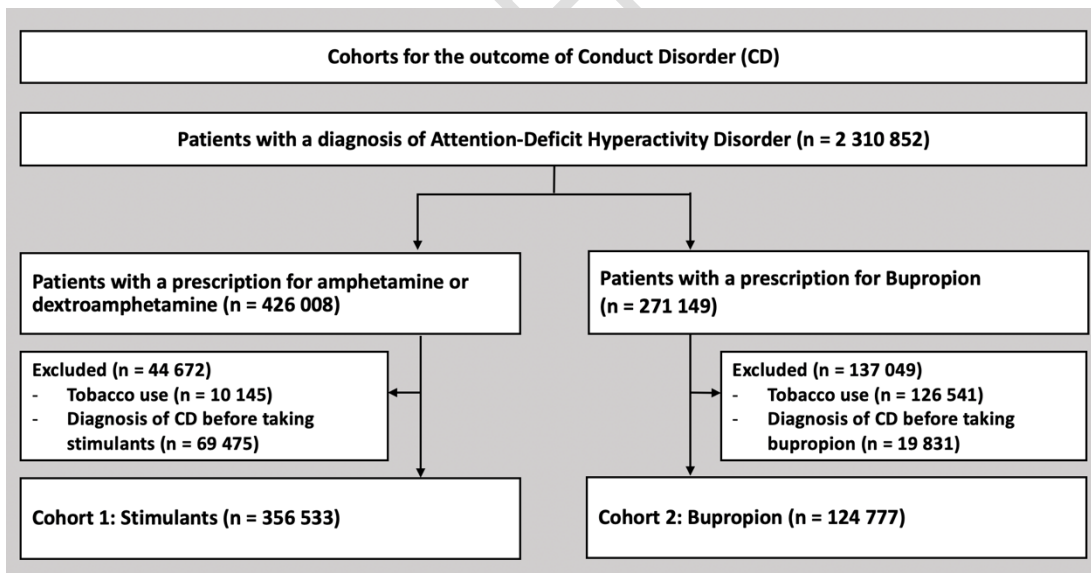 Cohorts for the outcome of Conduct Disorder (CD)
Patients with a diagnosis of Attention-Deficit Hyperactivity Disorder (n = 2 310 852)
Patients with a prescription for amphetamine or
dextroamphetamine (n = 426 008)
Patients with a prescription for Bupropion
(n = 271 149)
Excluded (n = 44 672)
- Tobacco use (n = 10 145)
- Diagnosis of CD before taking
stimulants (n = 69 475)
Excluded (n = 137 049)
- Tobacco use (n = 126 541)
- Diagnosis of CD before taking
bupropion (n = 19 831)
Cohort 1: Stimulants (n = 356 533)
Cohort 2: Bupropion (n = 124 777)